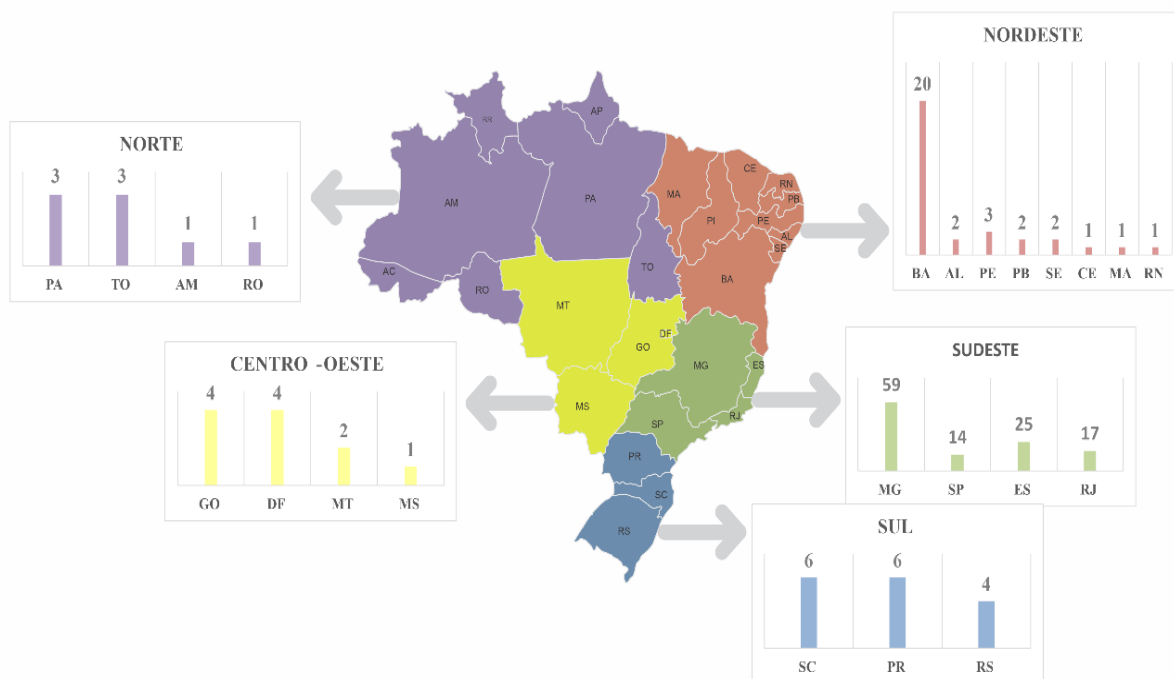 NORTE
3 3 1 1
PA TO AM RO
NORDESTE
20 2 3 2 2 1 1 1
BA AL PE PB SE CE MA RN
CENTRO -OESTE
4 4 2 1
GO DF MT MS
SUDESTE
59 14 25 17
MG SP ES RJ
SUL
6 6 4
SC PR RS
RR
AP
AM
PA
MA
CE
RN
PB
PI
PE
AL
SE
AC
RO
TO
BA
MT
GO
DF
MG
ES
MS
SP
RJ
PR
SC
RS